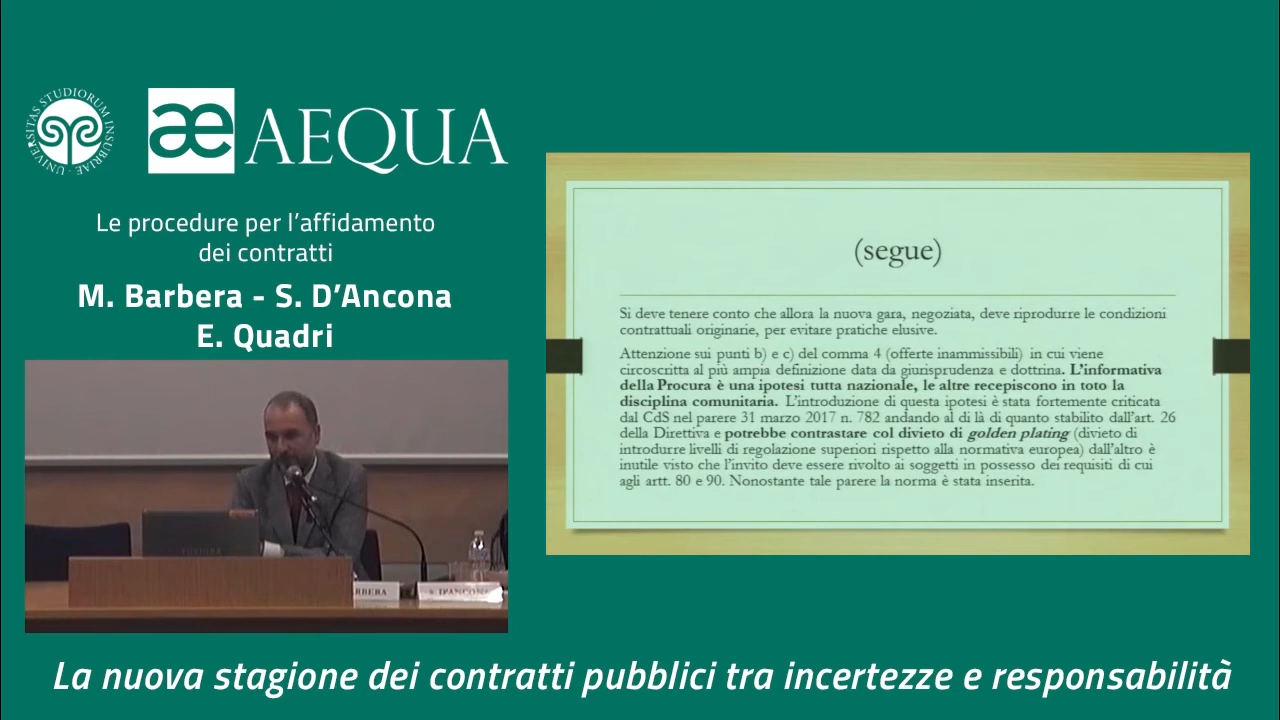 UNIVERSITAS STUDIORUM INSUBRIAE
æ AEQUA
Le procedure per l'affidamento
dei contratti
M. Barbera - S. D'Ancona
E. Quadri
(segue)
Si deve tenere conto che allora la nuova gara, negoziata, deve riprodurre le condizioni
contrattuali originarie, per evitare pratiche elusive.
Attenzione sui punti b) e c) del comma 4 (offerte inammissibili) in cui viene
circoscritta al più ampia definizione data da giurisprudenza e dottrina. L'informativa
della Procura è una ipotesi tutta nazionale, le altre recepiscono in toto la
disciplina comunitaria. L'introduzione di questa ipotesi è stata fortemente criticata
dal CdS nel parere 31 marzo 2017 n. 782 andando al di là di quanto stabilito dall'art. 26
della Direttiva e potrebbe contrastare col divieto di golden plating (divieto di
introdurre livelli di regolazione superiori rispetto alla normativa europea) dall'altro è
inutile visto che l'invito deve essere rivolto ai soggetti in possesso dei requisiti di cui
agli artt. 80 e 90. Nonostante tale parere la norma è stata inserita.
TOSHIBA
RBERA
S. D'ANCONA
La nuova stagione dei contratti pubblici tra incertezze e responsabilità